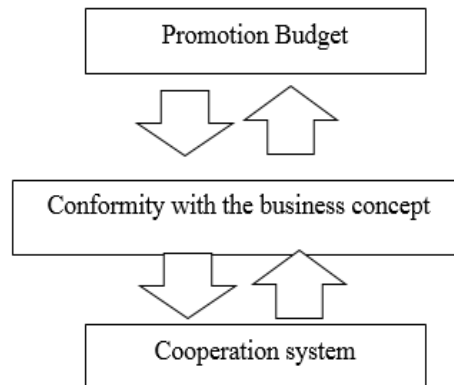 Promotion Budget
Conformity with the business concept
Cooperation system